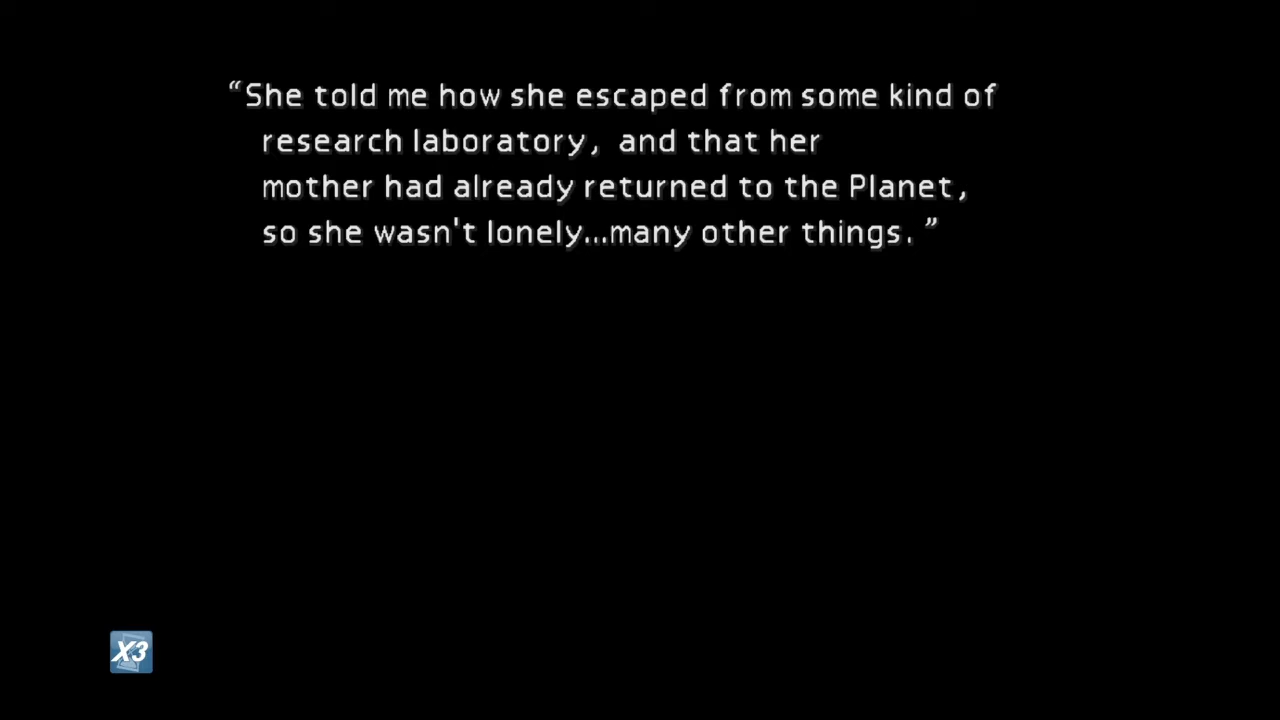 “She told me how she escaped from some kind of
research laboratory, and that her
mother had already returned to the Planet,
so she wasn't lonely...many other things.”
X3